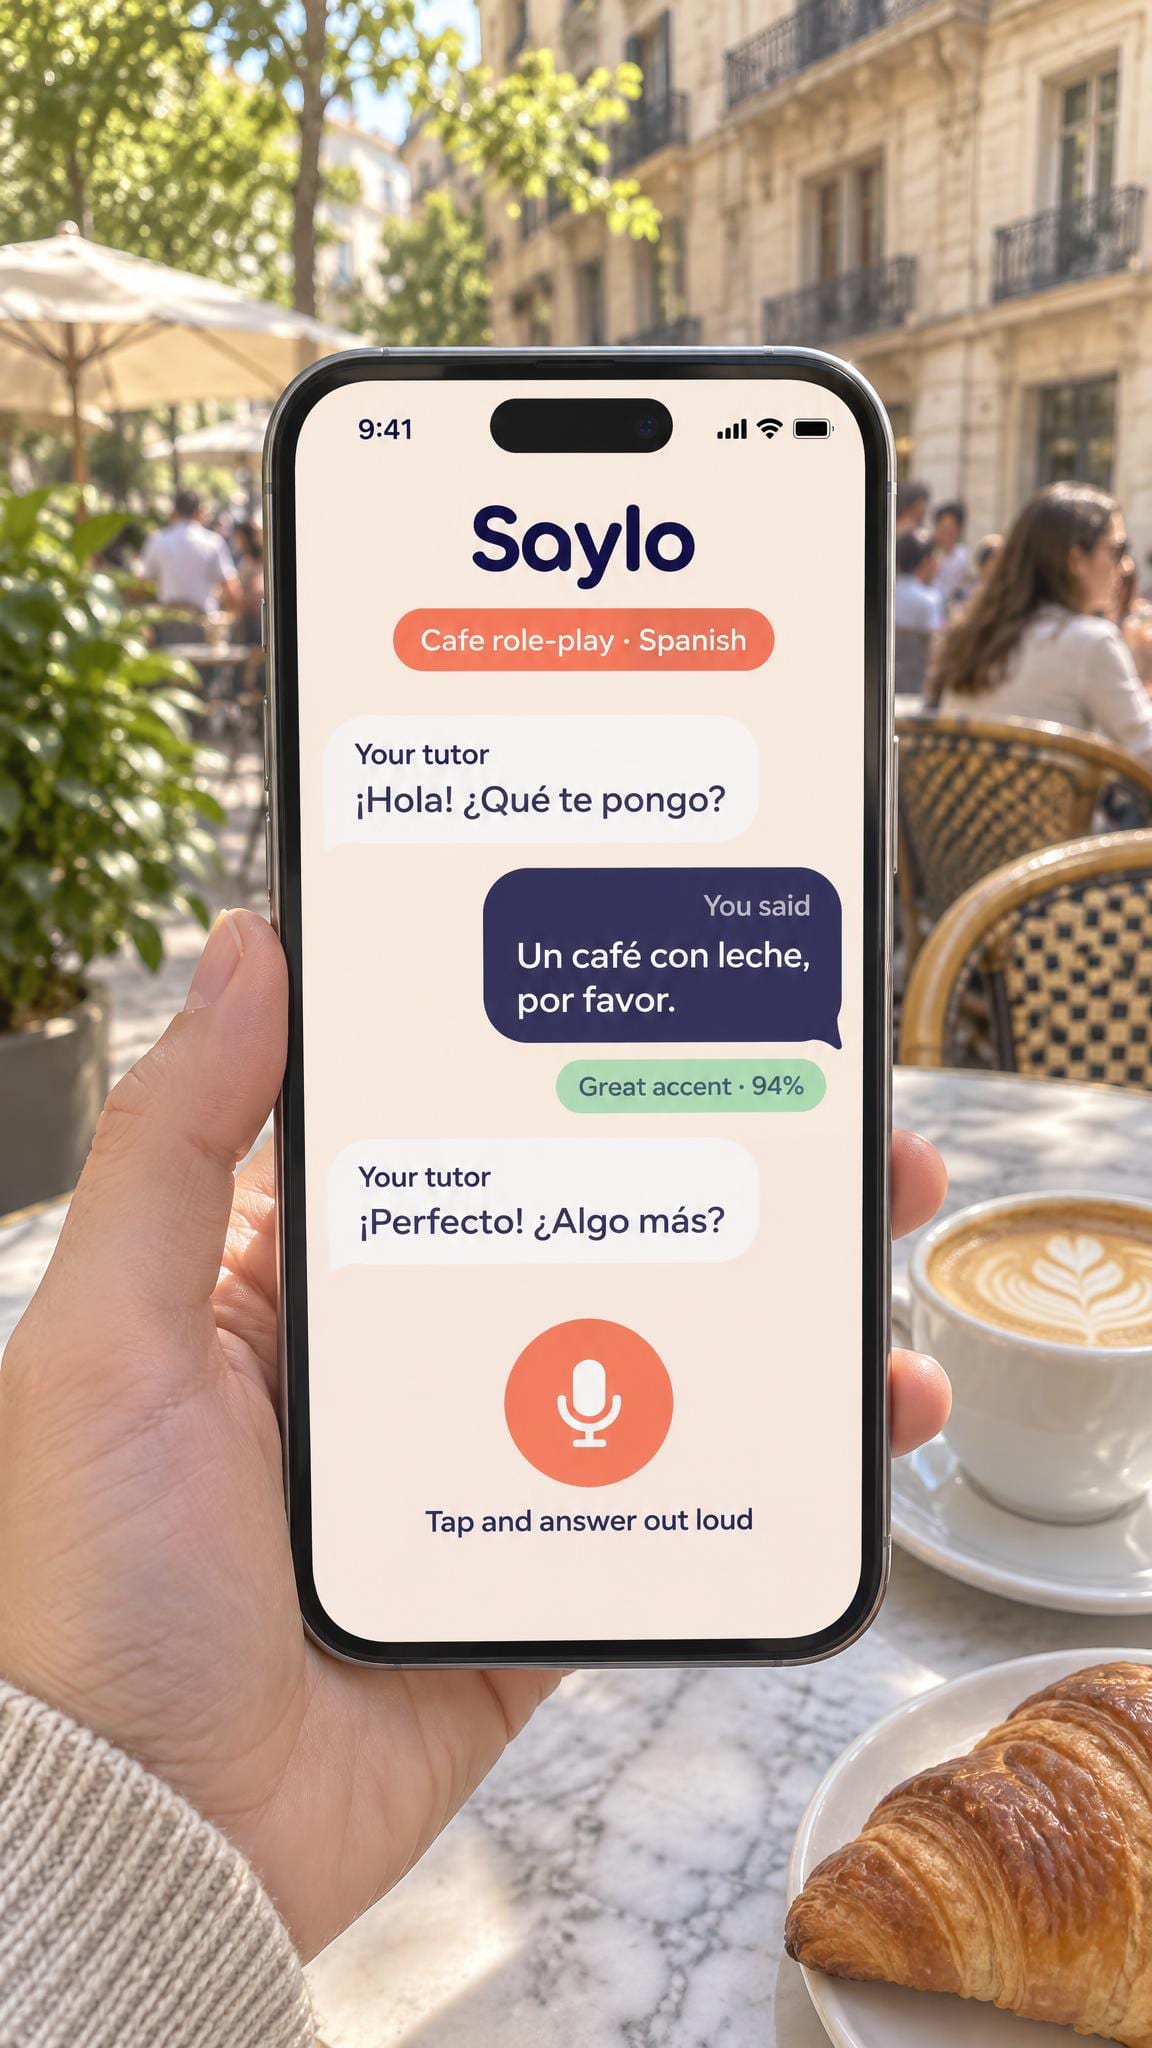 9:41
Saylo
Cafe role-play · Spanish
Your tutor
¡Hola! ¿Qué te pongo?
You said
Un café con leche,
por favor.
Great accent · 94%
Your tutor
¡Perfecto! ¿Algo más?
Tap and answer out loud